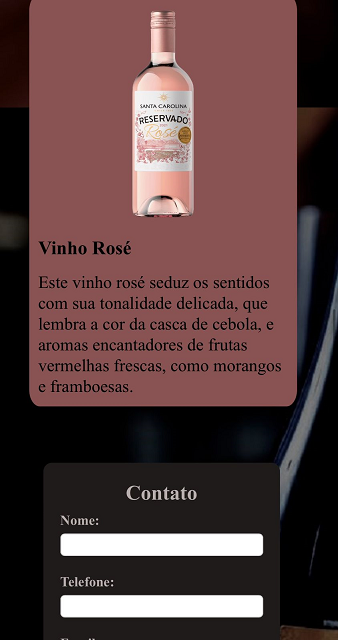 SANTA CAROLINA
RESERVADO
Rosé
Vinho Rosé
Este vinho rosé seduz os sentidos
com sua tonalidade delicada, que
lembra a cor da casca de cebola, e
aromas encantadores de frutas
vermelhas frescas, como morangos
e framboesas.
Contato
Nome:
Telefone: